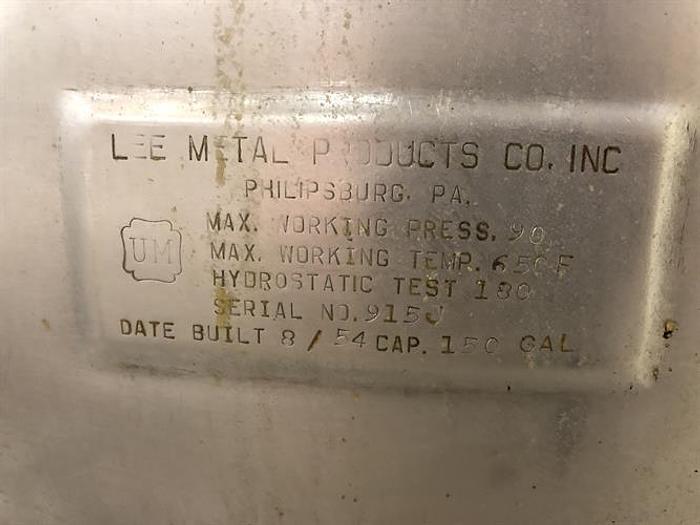 LEE METAL PRODUCTS CO. INC
PHILIPSBURG. PA.
UM
MAX. WORKING PRESS. 90
MAX. WORKING TEMP. 650F
HYDROSTATIC TEST 180
SERIAL NO. 915J
DATE BUILT 8 / 54 CAP. 150 GAL